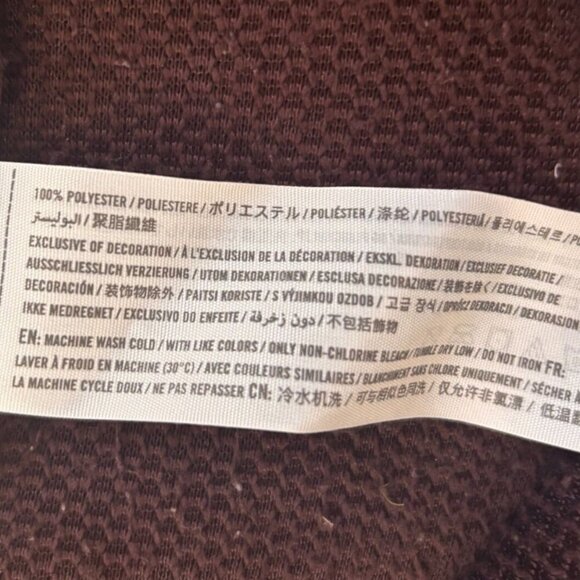 100% POLYESTER / POLIESTERE / ポリエステル / POLIÉSTER / 涤纶 / POLYESTERIÄ / 폴리에스테르 /
البوليستر / 聚脂纖維
EXCLUSIVE OF DECORATION / À L'EXCLUSION DE LA DÉCORATION / EKSKL. DEKORATION / EXCLUSIEF DECORATIE /
AUSSCHLIESSLICH VERZIERUNG / UTOM DEKORATIONEN / ESCLUSA DECORAZIONE / 装飾を除く / EXCLUSIVO DE
DECORACIÓN / 装饰物除外 / PAITSI KORISTE / S VÝJIMKOU OZDOB / 고급 장식 / OPRÓCZ DEKORACJI / DEKORASJON
IKKE MEDREGNET / EXCLUSIVO DO ENFEITE / دون زخرفة / 不包括飾物
EN: MACHINE WASH COLD / WITH LIKE COLORS / ONLY NON-CHLORINE BLEACH / TUMBLE DRY LOW / DO NOT IRON FR:
LAVER À FROID EN MACHINE (30°C) / AVEC COULEURS SIMILAIRES / BLANCHIMENT SANS CHLORE UNIQUEMENT / SÉCHER À
LA MACHINE CYCLE DOUX / NE PAS REPASSER CN: 冷水机洗 / 可与相似色同洗 / 仅允许非氯漂 / 低温